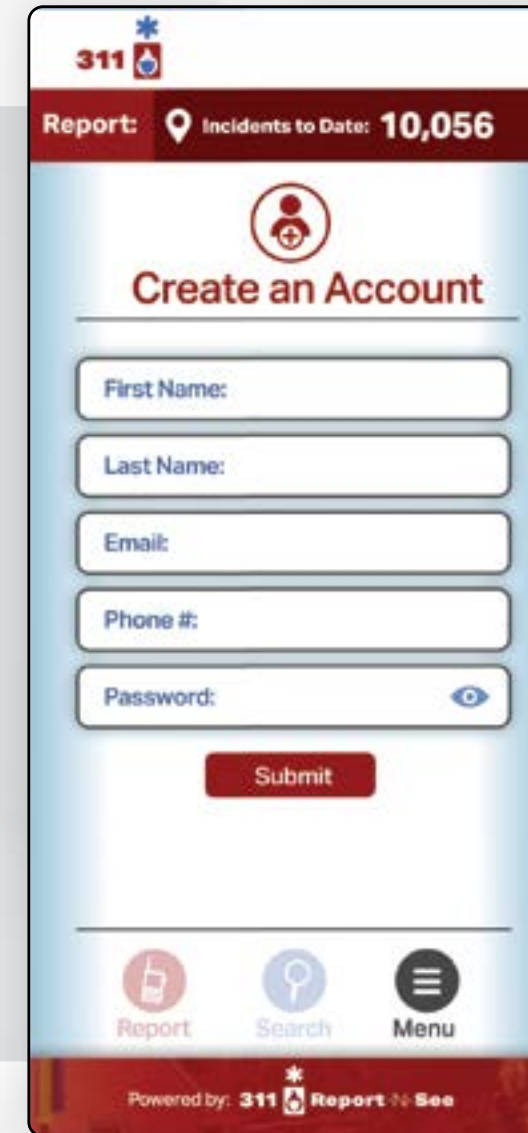 311
Report: Incidents to Date: 10,056
Create an Account
First Name:
Last Name:
Email:
Phone #:
Password:
Submit
Report Search Menu
Powered by: 311 Report N See